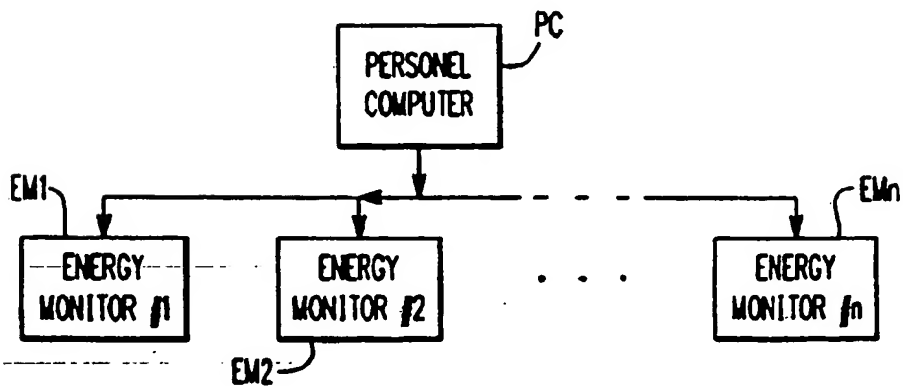 PC
PERSONEL
COMPUTER
EM1
EMn
ENERGY
MONITOR #1
ENERGY
MONITOR #2
ENERGY
MONITOR #n
EM2